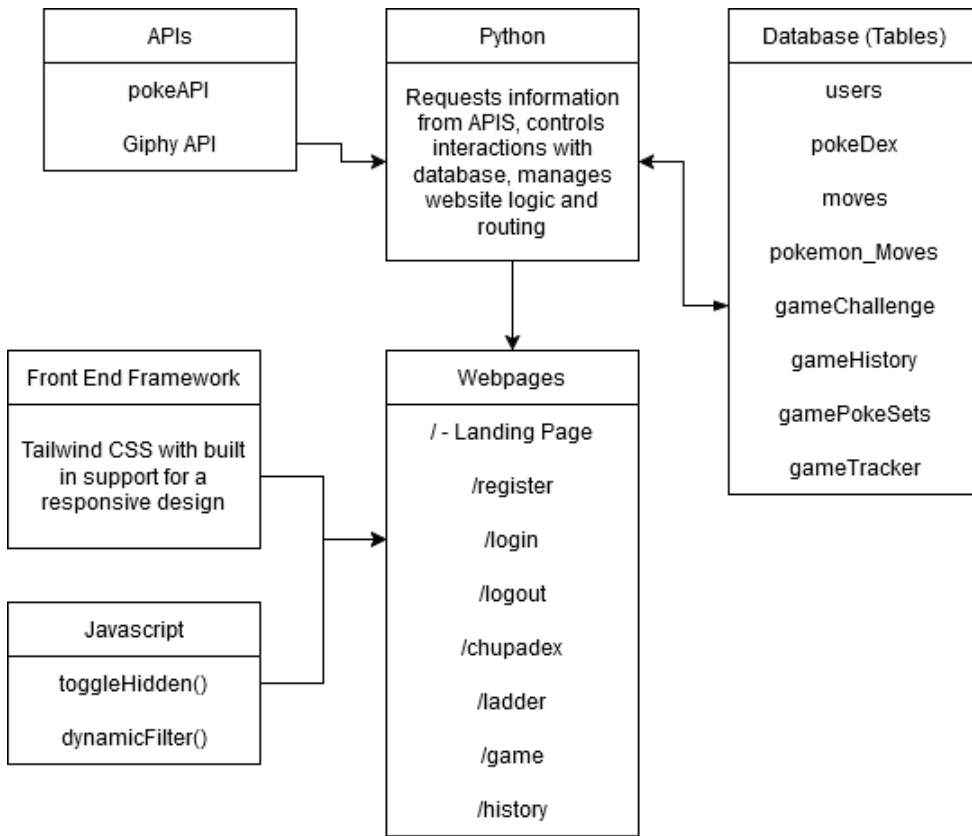 APIs
pokeAPI
Giphy API
Python
Requests information
from APIS, controls
interactions with
database, manages
website logic and
routing
Database (Tables)
users
pokeDex
moves
pokemon_Moves
gameChallenge
gameHistory
gamePokeSets
gameTracker
Front End Framework
Tailwind CSS with built
in support for a
responsive design
Javascript
toggleHidden()
dynamicFilter()
Webpages
/ - Landing Page
/register
/login
/logout
/chupadex
/ladder
/game
/history